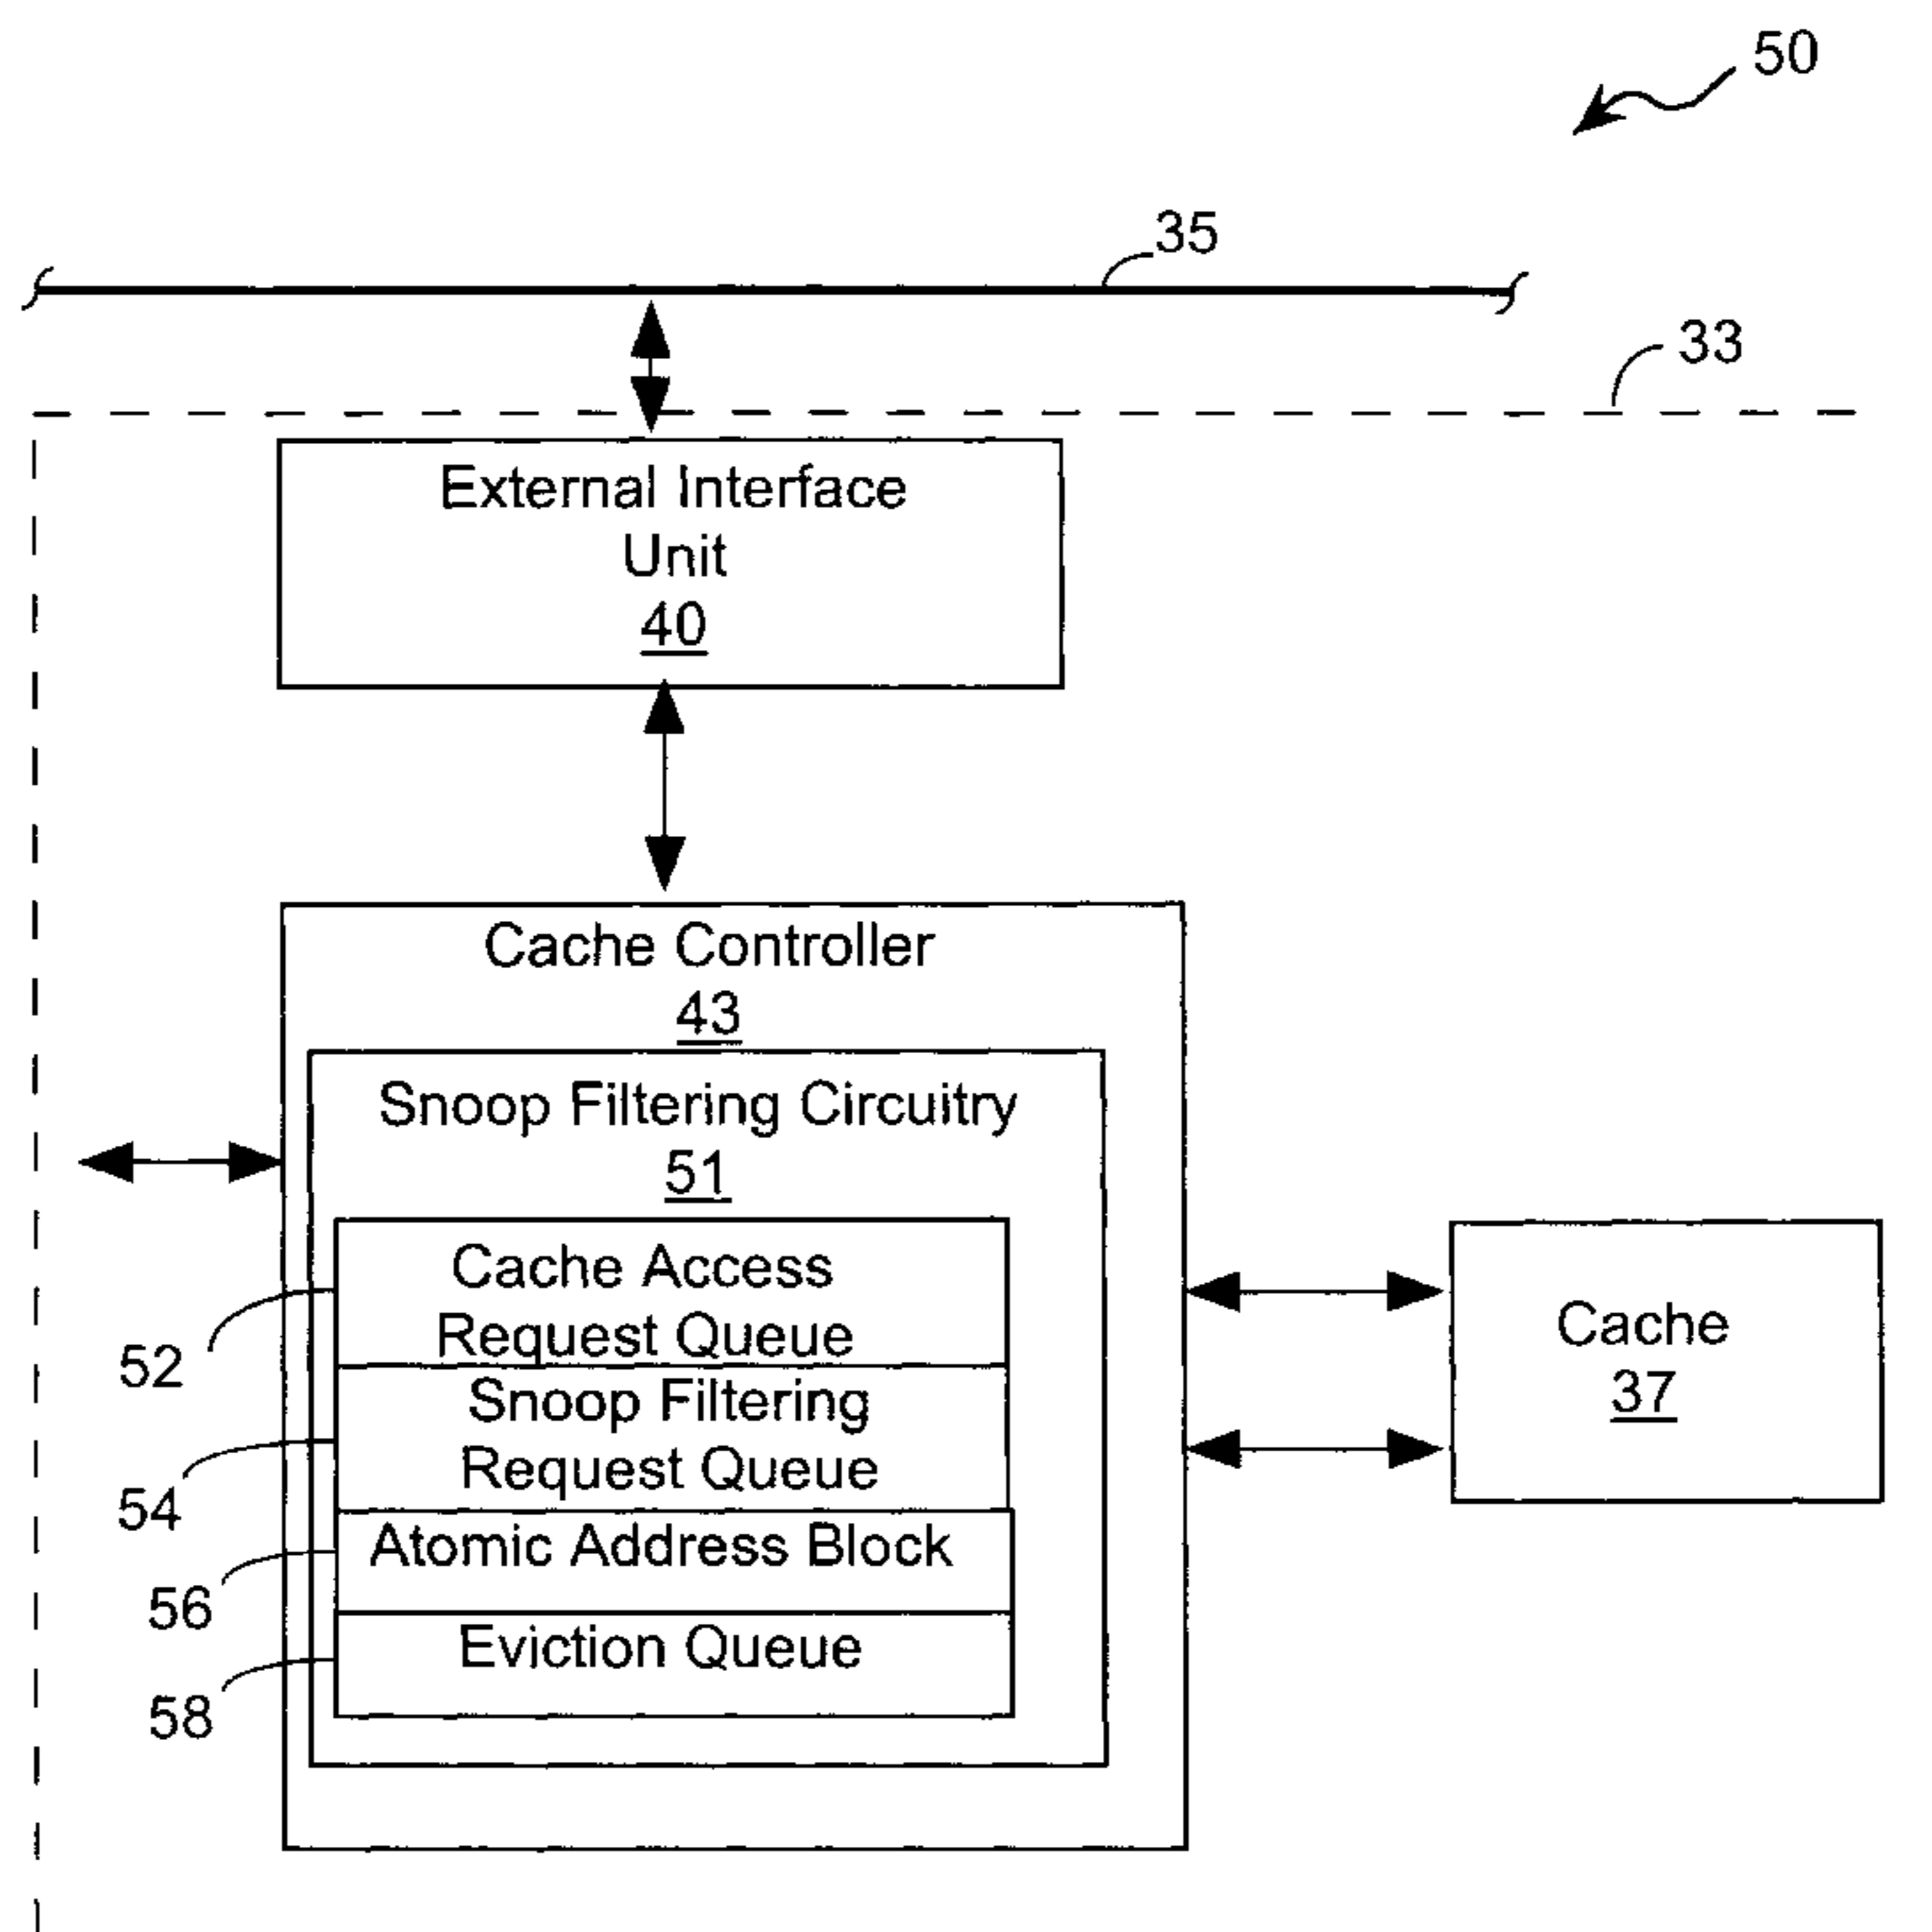 50
35
33
External Interface
Unit
40
Cache Controller
43
Snoop Filtering Circuitry
51
Cache Access
Request Queue
52
Snoop Filtering
Request Queue
54
Atomic Address Block
56
Eviction Queue
58
Cache
37